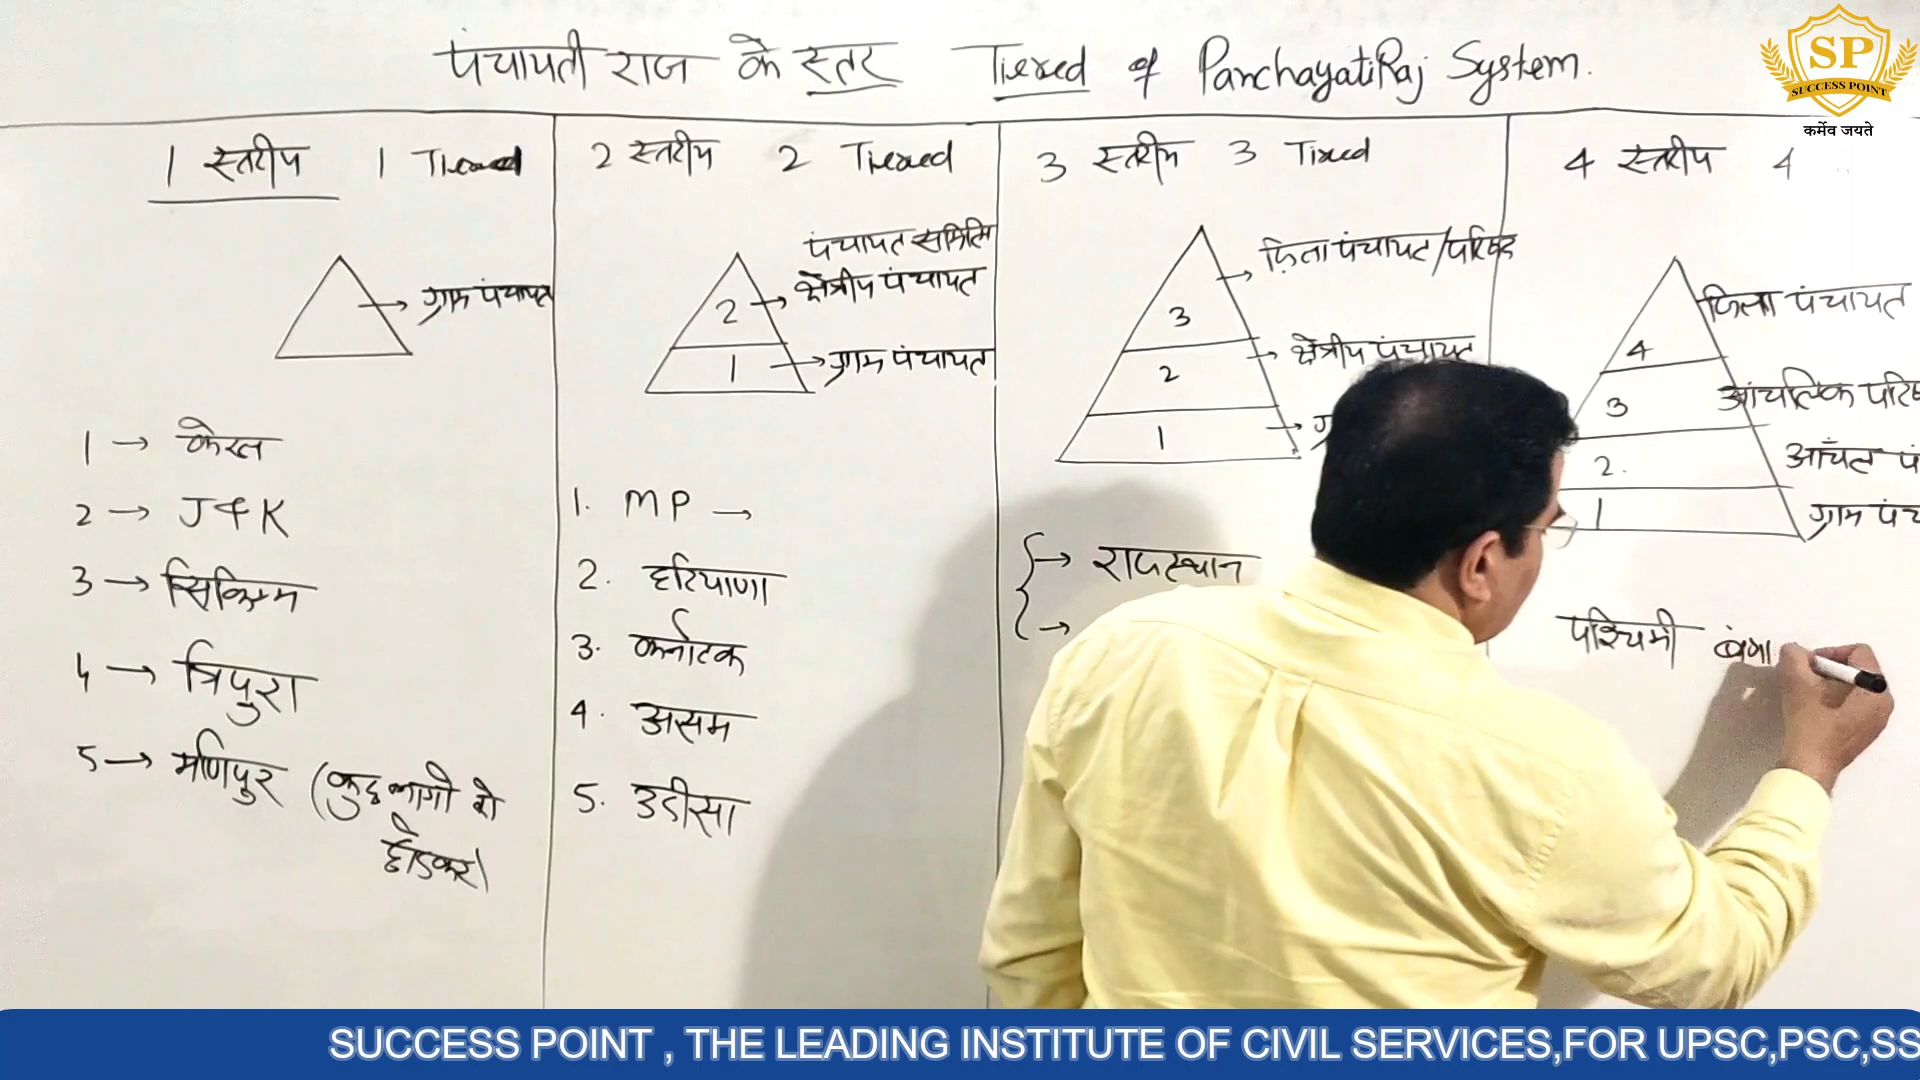 पंचायती राज के स्तर Tiered of Panchayati Raj System.
SP
SUCCESS POINT
कर्मेव जयते
1 स्तरीय 1 Tiered
ग्राम पंचायत
1 → केरल
2 → J & K
3 → सिक्किम
4 → त्रिपुरा
5 → मणिपुर (कुछ भागों को
छोडकर)
2 स्तरीय 2 Tiered
पंचायत समिति
क्षेत्रीय पंचायत
2
1
ग्राम पंचायत
1. MP →
2. हरियाणा
3. कर्नाटक
4. असम
5. उडीसा
3 स्तरीय 3 Tired
जिला पंचायत/परिषद
3
क्षेत्रीय पंचायत
2
1
→ राजस्थान
→
4 स्तरीय 4
जिला पंचायत
4
आंचलिक
3
आँचल
2.
ग्राम
1
पश्चिमी बंगा
SUCCESS POINT , THE LEADING INSTITUTE OF CIVIL SERVICES,FOR UPSC,PSC,SS